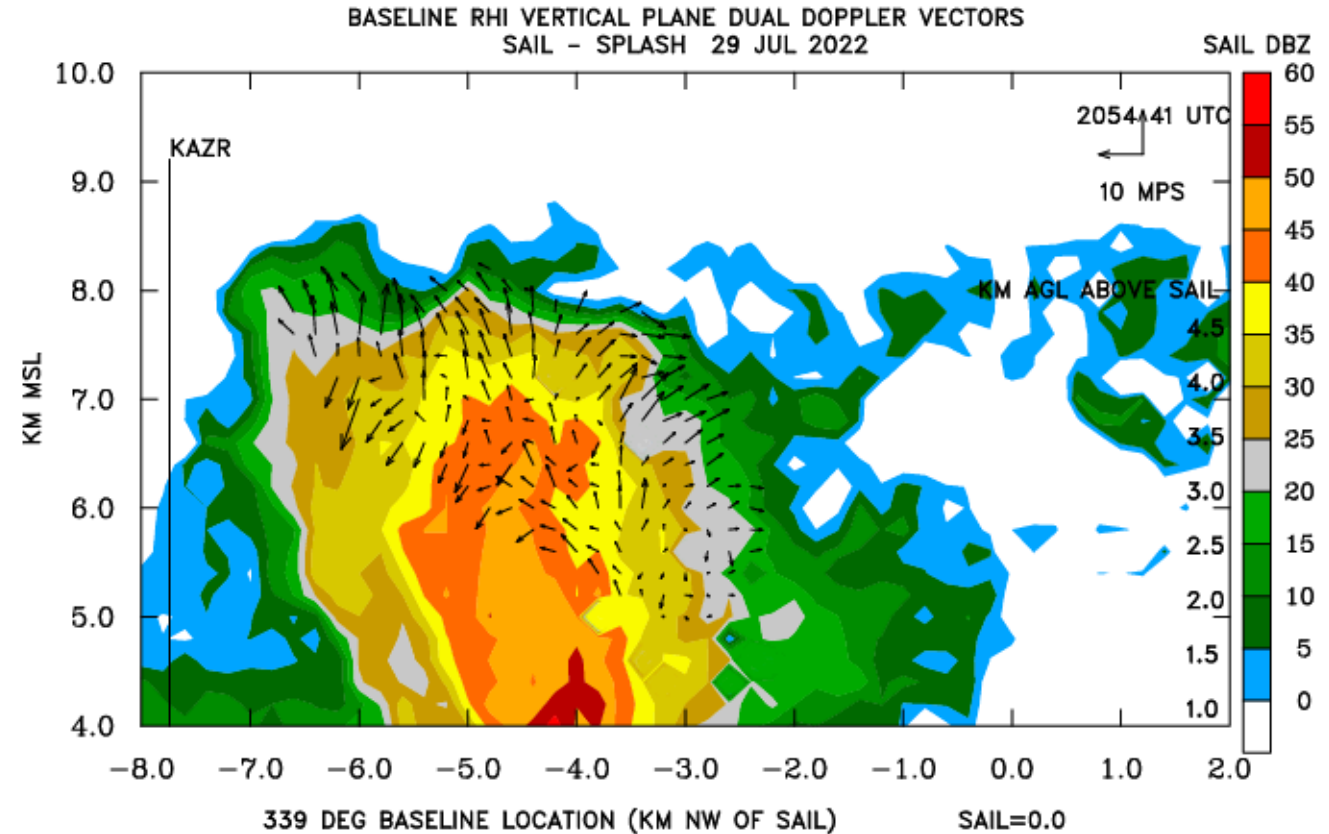 BASELINE RHI VERTICAL PLANE DUAL DOPPLER VECTORS
SAIL - SPLASH 29 JUL 2022
SAIL DBZ
10.0
9.0
8.0
7.0
6.0
5.0
4.0
KM MSL
KAZR
2054:41 UTC
10 MPS
KM AGL ABOVE SAIL
4.5
4.0
3.5
3.0
2.5
2.0
1.5
1.0
60
55
50
45
40
35
30
25
20
15
10
5
0
-8.0 -7.0 -6.0 -5.0 -4.0 -3.0 -2.0 -1.0 0.0 1.0 2.0
339 DEG BASELINE LOCATION (KM NW OF SAIL) SAIL=0.0